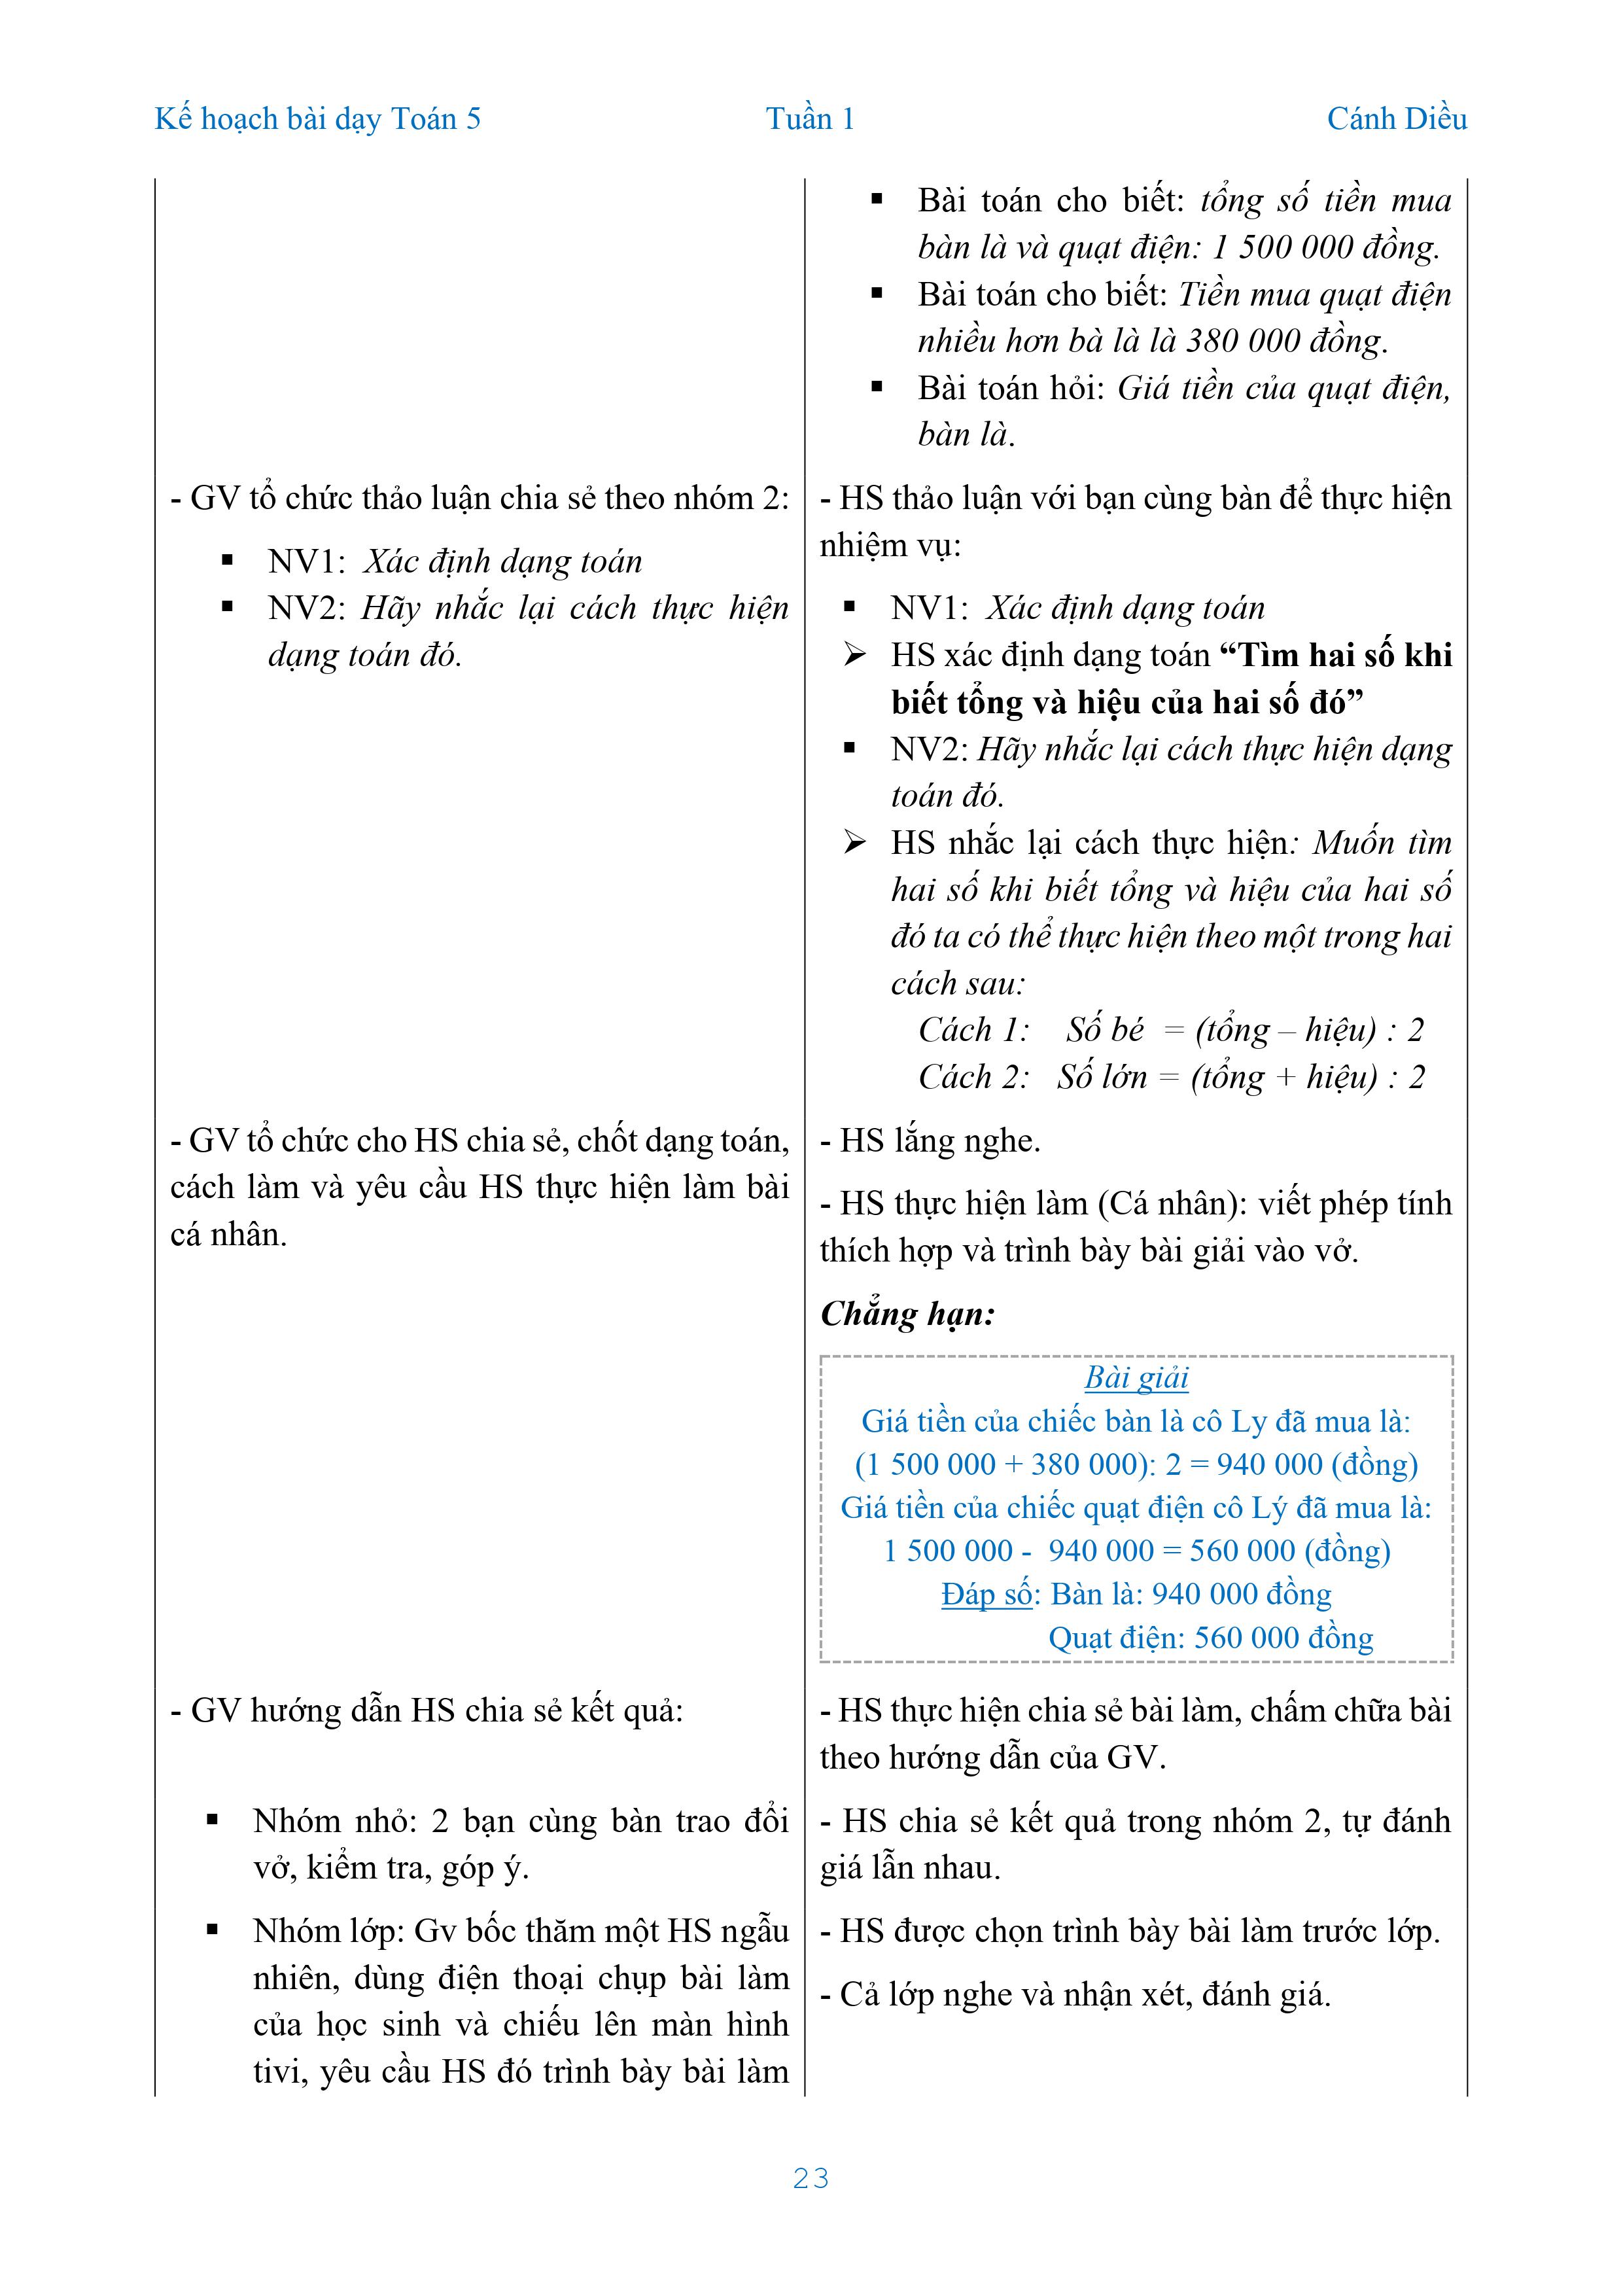 Kế hoạch bài dạy Toán 5 Tuần 1 Cánh Diều
▪ Bài toán cho biết: tổng số tiền mua
bàn là và quạt điện: 1 500 000 đồng.
▪ Bài toán cho biết: Tiền mua quạt điện
nhiều hơn bà là là 380 000 đồng.
▪ Bài toán hỏi: Giá tiền của quạt điện,
bàn là.
- GV tổ chức thảo luận chia sẻ theo nhóm 2:
▪ NV1: Xác định dạng toán
▪ NV2: Hãy nhắc lại cách thực hiện
dạng toán đó.
- HS thảo luận với bạn cùng bàn để thực hiện
nhiệm vụ:
▪ NV1: Xác định dạng toán
➢ HS xác định dạng toán “Tìm hai số khi
biết tổng và hiệu của hai số đó”
▪ NV2: Hãy nhắc lại cách thực hiện dạng
toán đó.
➢ HS nhắc lại cách thực hiện: Muốn tìm
hai số khi biết tổng và hiệu của hai số
đó ta có thể thực hiện theo một trong hai
cách sau:
Cách 1: Số bé = (tổng – hiệu) : 2
Cách 2: Số lớn = (tổng + hiệu) : 2
- GV tổ chức cho HS chia sẻ, chốt dạng toán,
cách làm và yêu cầu HS thực hiện làm bài
cá nhân.
- HS lắng nghe.
- HS thực hiện làm (Cá nhân): viết phép tính
thích hợp và trình bày bài giải vào vở.
Chẳng hạn:
Bài giải
Giá tiền của chiếc bàn là cô Ly đã mua là:
(1 500 000 + 380 000): 2 = 940 000 (đồng)
Giá tiền của chiếc quạt điện cô Lý đã mua là:
1 500 000 - 940 000 = 560 000 (đồng)
Đáp số: Bàn là: 940 000 đồng
Quạt điện: 560 000 đồng
- GV hướng dẫn HS chia sẻ kết quả:
- HS thực hiện chia sẻ bài làm, chấm chữa bài
theo hướng dẫn của GV.
▪ Nhóm nhỏ: 2 bạn cùng bàn trao đổi
vở, kiểm tra, góp ý.
- HS chia sẻ kết quả trong nhóm 2, tự đánh
giá lẫn nhau.
▪ Nhóm lớp: Gv bốc thăm một HS ngẫu
nhiên, dùng điện thoại chụp bài làm
của học sinh và chiếu lên màn hình
tivi, yêu cầu HS đó trình bày bài làm
- HS được chọn trình bày bài làm trước lớp.
- Cả lớp nghe và nhận xét, đánh giá.
23